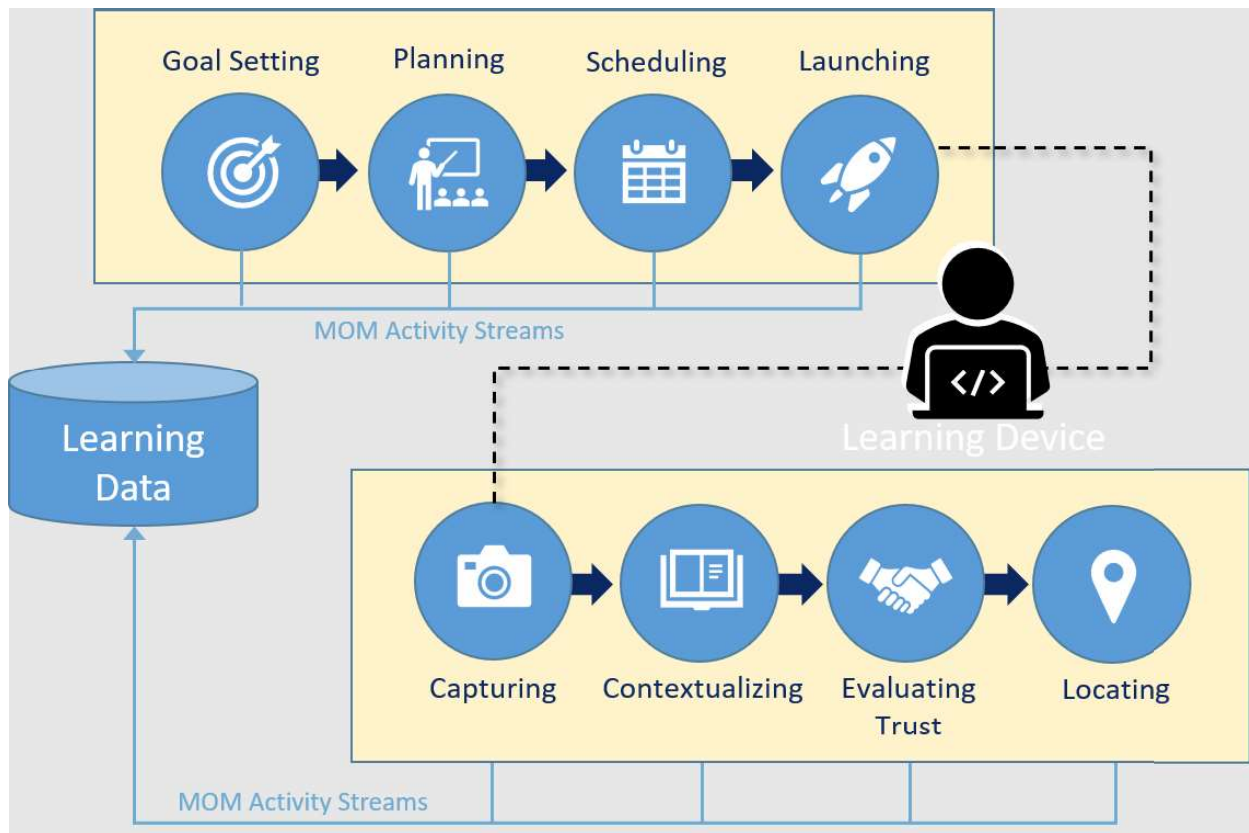 Goal Setting
Planning
Scheduling
Launching
MOM Activity Streams
Learning
Data
</>
Learning Device
Capturing
Contextualizing
Evaluating
Trust
Locating
MOM Activity Streams